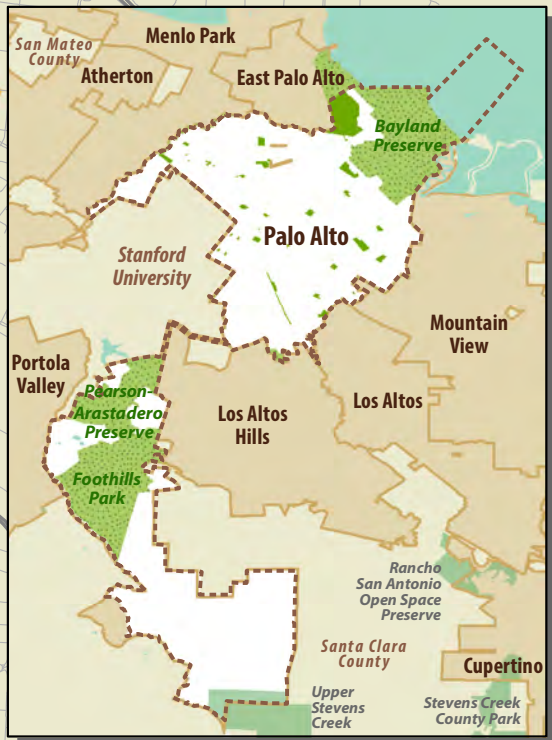 Menlo Park
San Mateo
County
Atherton
East Palo Alto
Bayland
Preserve
Palo Alto
Stanford
University
Mountain
View
Portola
Valley
Pearson-
Arastadero
Preserve
Los Altos
Los Altos
Hills
Foothills
Park
Rancho
San Antonio
Open Space
Preserve
Santa Clara
County
Cupertino
Upper
Stevens
Creek
Stevens Creek
County Park